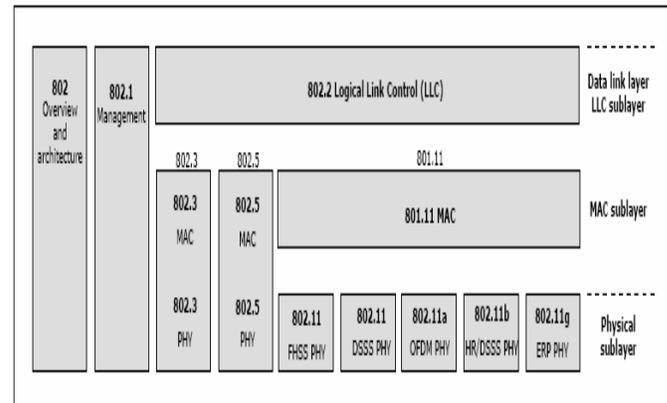 802
Overview
and
architecture
802.1
Management
802.2 Logical Link Control (LLC)
Data link layer
LLC sublayer
802.3
802.5
801.11
802.3
MAC
802.5
MAC
801.11 MAC
MAC sublayer
802.3
PHY
802.5
PHY
802.11
FHSS PHY
802.11
DSSS PHY
802.11a
OFDM PHY
802.11b
HR/DSSS PHY
802.11g
ERP PHY
Physical
sublayer